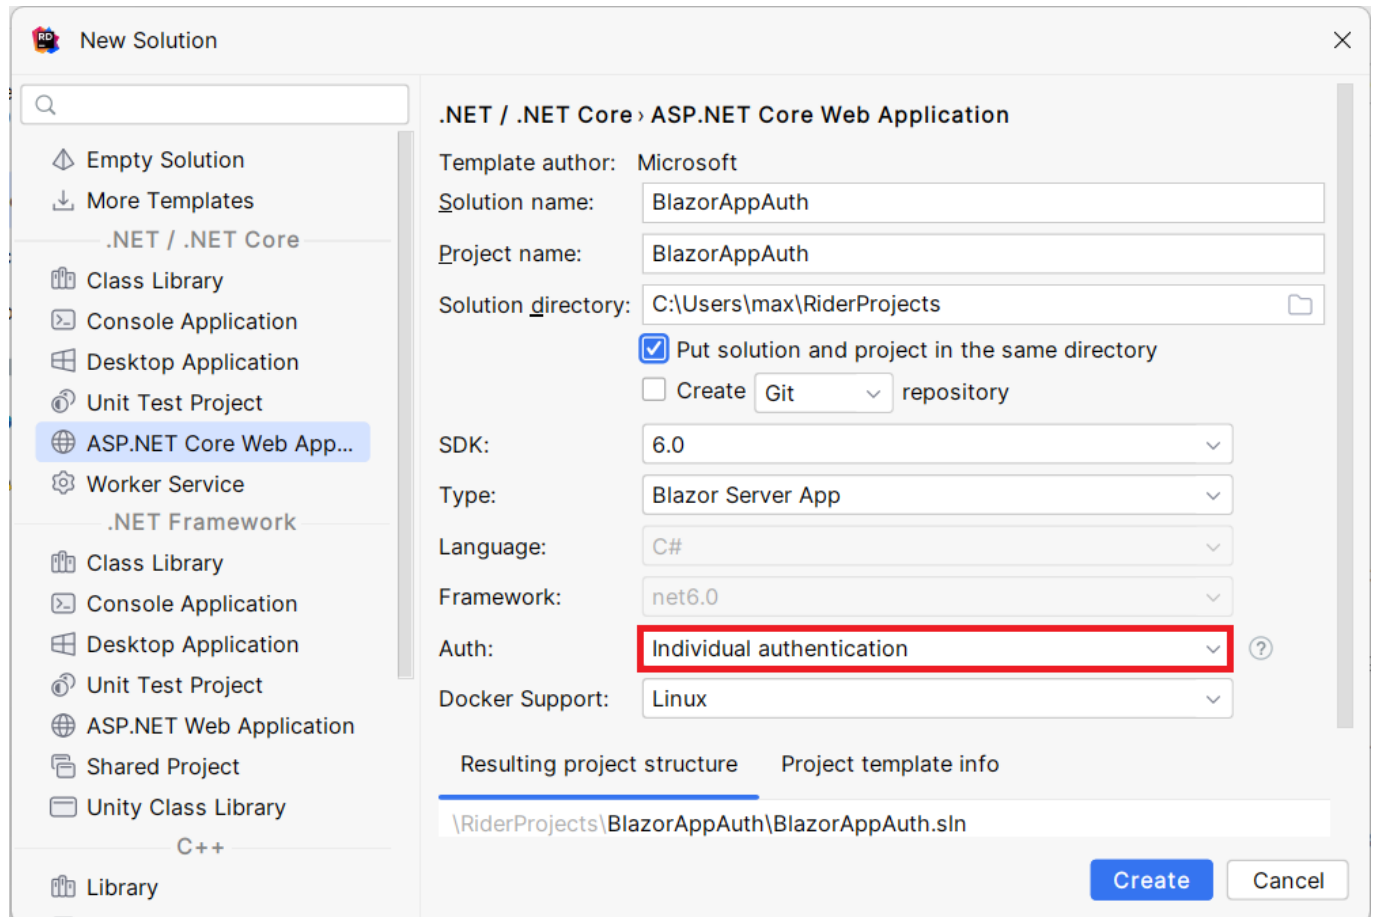 RD
New Solution
Empty Solution
More Templates
.NET / .NET Core
Class Library
Console Application
Desktop Application
Unit Test Project
ASP.NET Core Web App...
Worker Service
.NET Framework
Class Library
Console Application
Desktop Application
Unit Test Project
ASP.NET Web Application
Shared Project
Unity Class Library
C++
Library
.NET / .NET Core › ASP.NET Core Web Application
Template author: Microsoft
Solution name: BlazorAppAuth
Project name: BlazorAppAuth
Solution directory: C:\Users\max\RiderProjects
Put solution and project in the same directory
Create Git repository
SDK: 6.0
Type: Blazor Server App
Language: C#
Framework: net6.0
Auth: Individual authentication ?
Docker Support: Linux
Resulting project structure Project template info
\RiderProjects\BlazorAppAuth\BlazorAppAuth.sln
Create Cancel